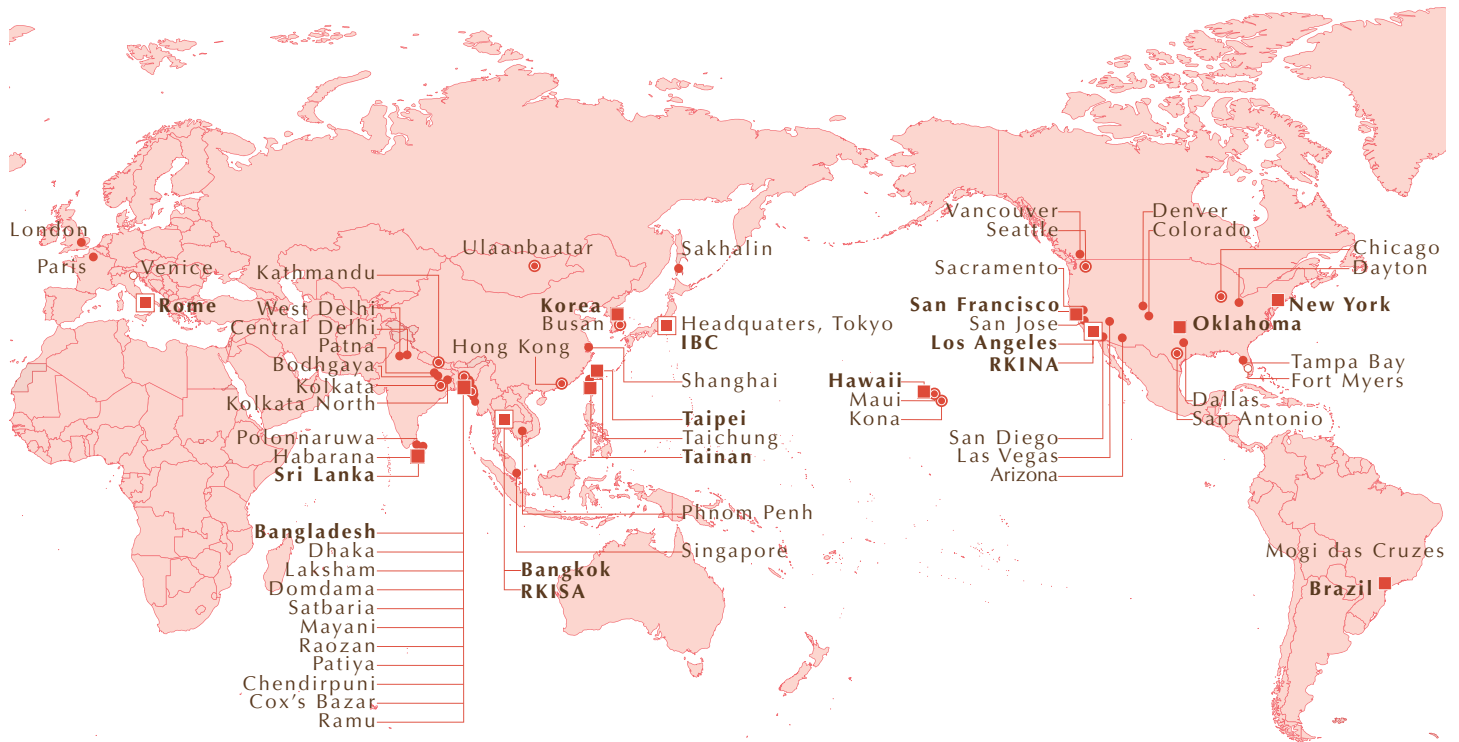 London
Paris
Venice
Rome
Kathmandu
West Delhi
Central Delhi
Patna
Bodhgaya
Kolkata
Kolkata North
Polonnaruwa
Habarana
Sri Lanka
Bangladesh
Dhaka
Laksham
Domdama
Satbaria
Mayani
Raozan
Patiya
Chendirpuni
Cox's Bazar
Ramu
Ulaanbaatar
Hong Kong
Korea
Busan
Sakhalin
Headquaters, Tokyo
IBC
Shanghai
Taipei
Taichung
Tainan
Phnom Penh
Singapore
Bangkok
RKISA
Vancouver
Seattle
Sacramento
San Francisco
San Jose
Los Angeles
RKINA
Hawaii
Maui
Kona
San Diego
Las Vegas
Arizona
Denver
Colorado
Chicago
Dayton
New York
Oklahoma
Tampa Bay
Fort Myers
Dallas
San Antonio
Mogi das Cruzes
Brazil